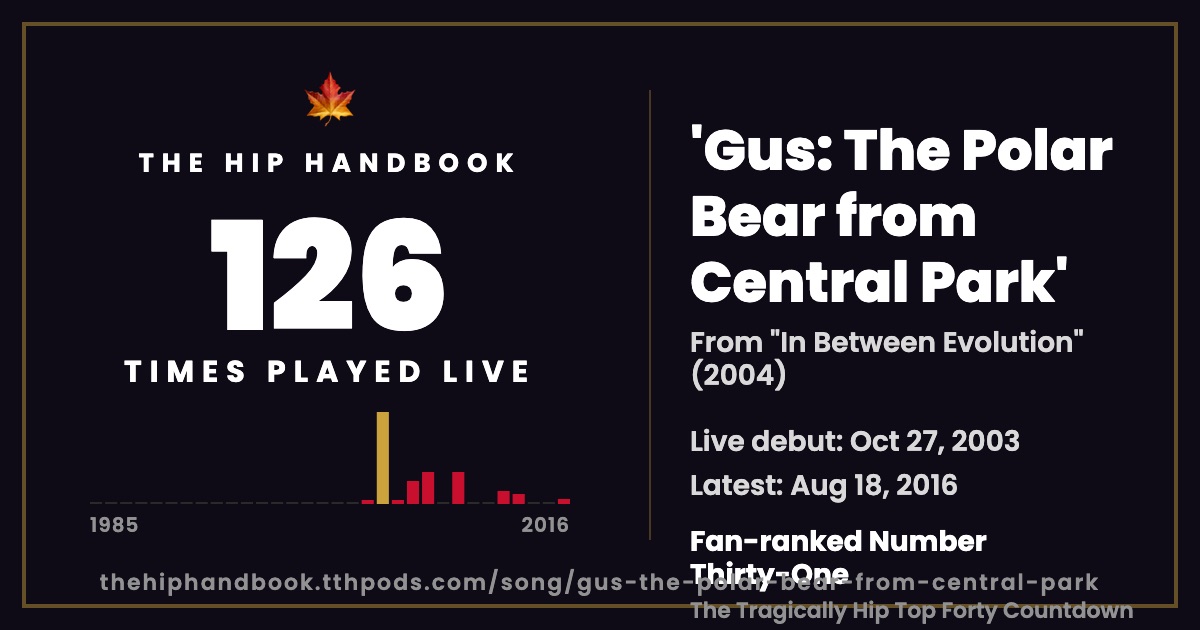 THE HIP HANDBOOK
126
TIMES PLAYED LIVE
1985
2016
'Gus: The Polar
Bear from
Central Park'
From "In Between Evolution"
(2004)
Live debut: Oct 27, 2003
Latest: Aug 18, 2016
Fan-ranked Number
Thirty-One
The Tragically Hip Top Forty Countdown
thehiphandbook.tthpods.com/song/gus-the-polar-bear-from-central-park